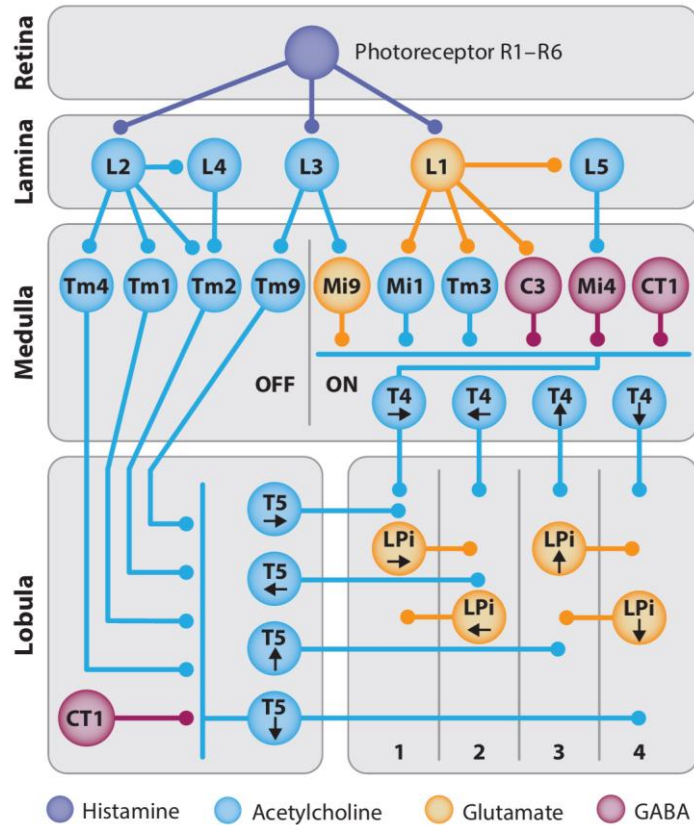 Retina
Photoreceptor R1–R6
Lamina
L2
L4
L3
L1
L5
Medulla
Tm4
Tm1
Tm2
Tm9
Mi9
Mi1
Tm3
C3
Mi4
CT1
OFF
ON
T4
T4
T4
T4
Lobula
T5
T5
T5
T5
CT1
LPi
LPi
LPi
LPi
1
2
3
4
Histamine
Acetylcholine
Glutamate
GABA